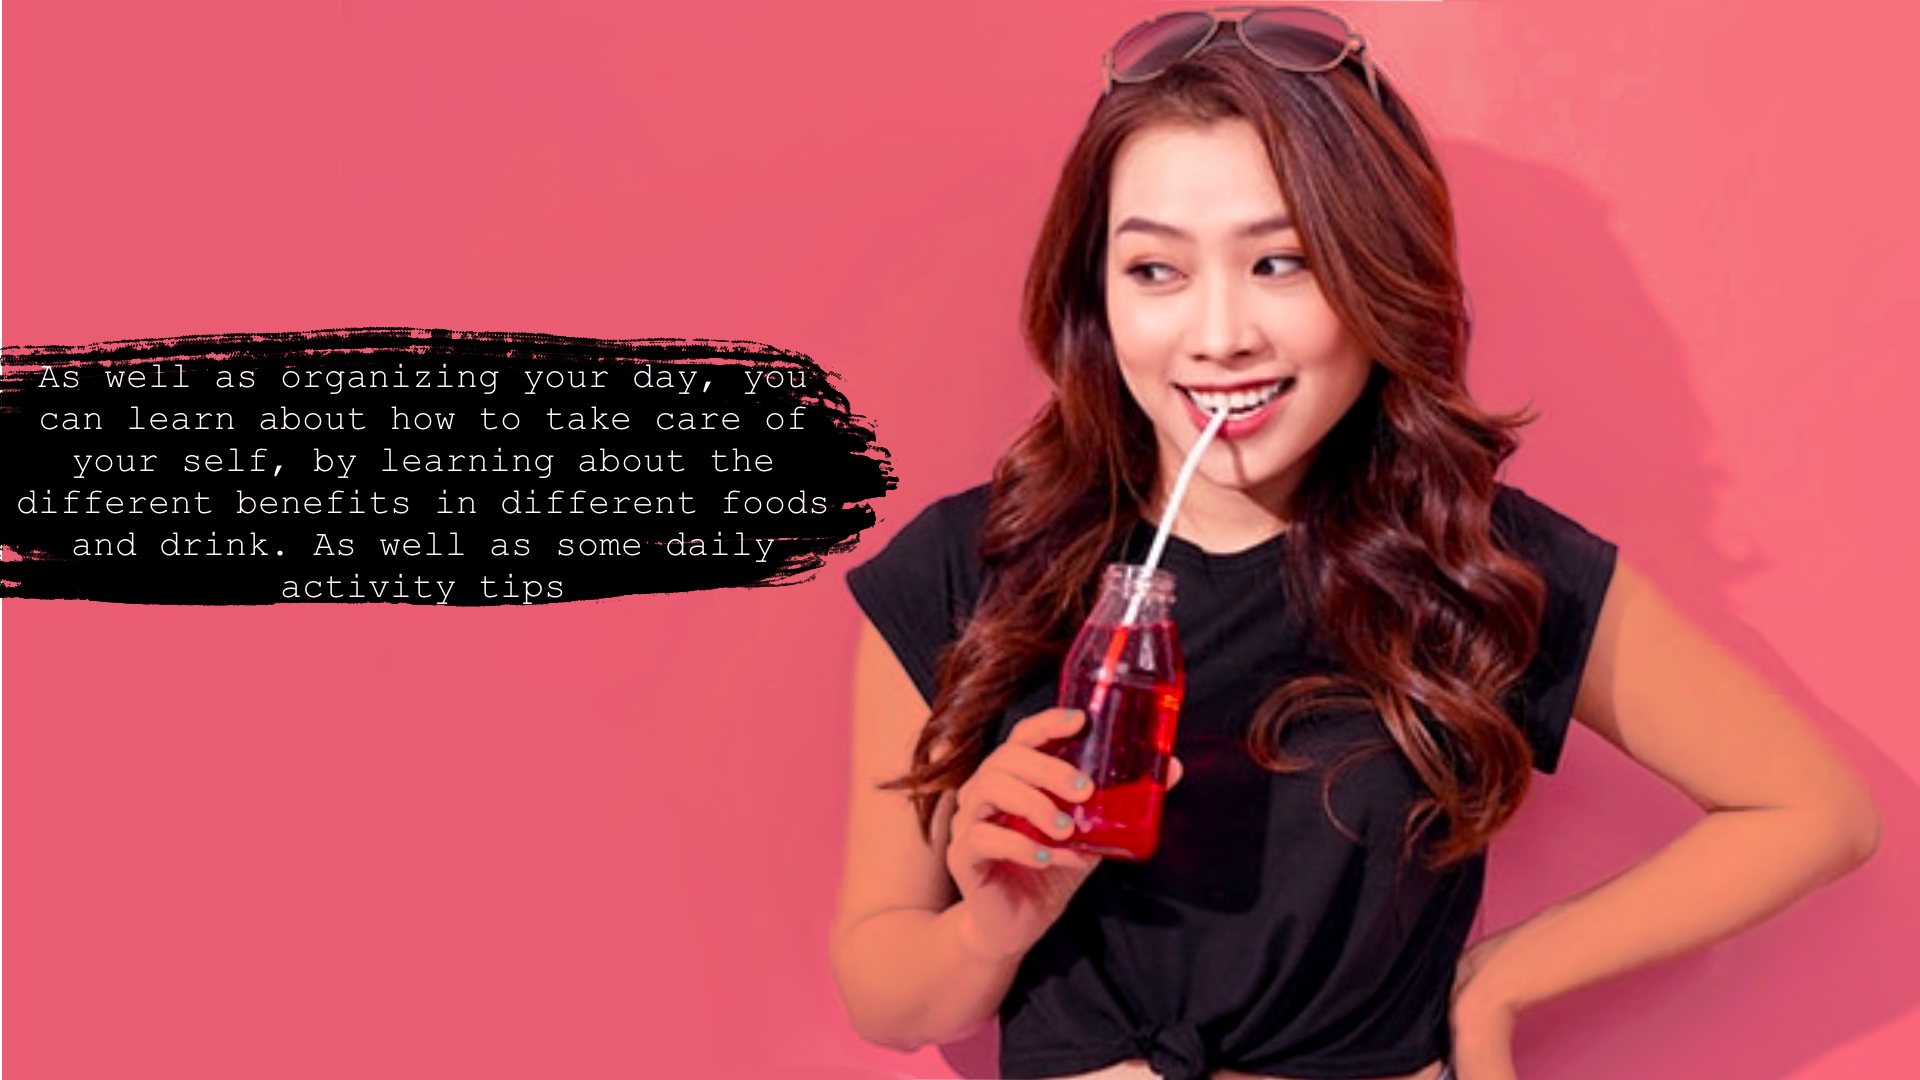 As well as organizing your day, you
can learn about how to take care of
your self, by learning about the
different benefits in different foods
and drink. As well as some daily
activity tips